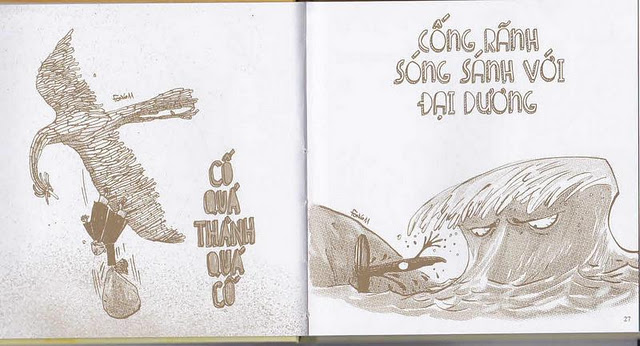 CỐ
QUÁ
THÀNH
QUÁ
CỐ
CỐNG RÃNH
SÓNG SÁNH VỚI
ĐẠI DƯƠNG
27